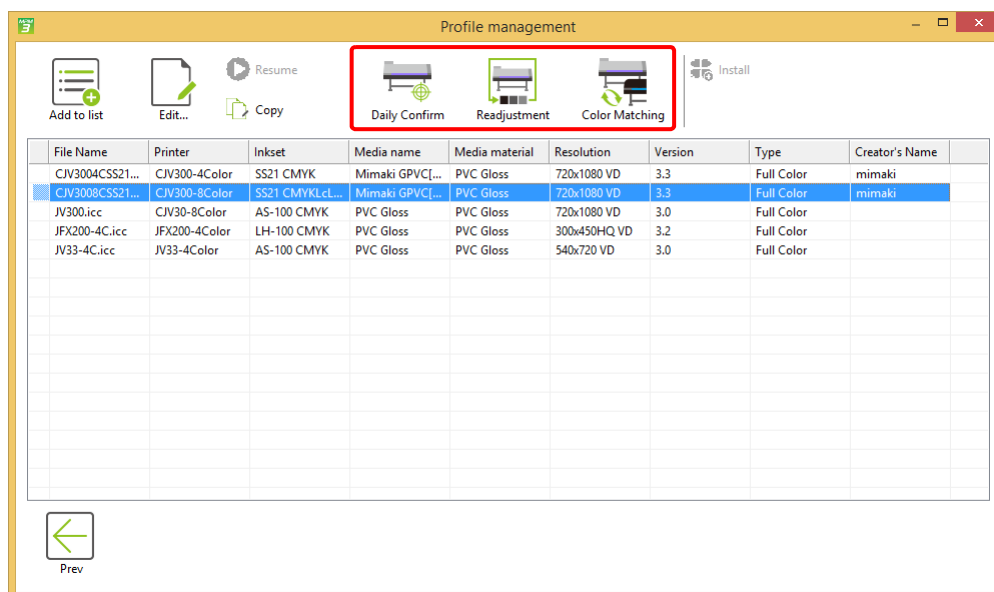 MPM
3
Profile management
Add to list
Edit...
Resume
Copy
Daily Confirm
Readjustment
Color Matching
Install
File Name Printer Inkset Media name Media material Resolution Version Type Creator's Name
CJV3004CSS21... CJV300-4Color SS21 CMYK Mimaki GPVC[... PVC Gloss 720x1080 VD 3.3 Full Color mimaki
CJV3008CSS21... CJV300-8Color SS21 CMYKLcL... Mimaki GPVC[... PVC Gloss 720x1080 VD 3.3 Full Color mimaki
JV300.icc CJV30-8Color AS-100 CMYK PVC Gloss PVC Gloss 720x1080 VD 3.0 Full Color
JFX200-4C.icc JFX200-4Color LH-100 CMYK PVC Gloss PVC Gloss 300x450HQ VD 3.2 Full Color
JV33-4C.icc JV33-4Color AS-100 CMYK PVC Gloss PVC Gloss 540x720 VD 3.0 Full Color
Prev